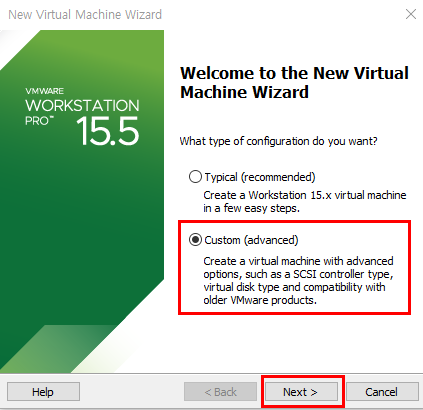 New Virtual Machine Wizard
VMWARE
WORKSTATION
PRO™ 15.5
Welcome to the New Virtual
Machine Wizard
What type of configuration do you want?
Typical (recommended)
Create a Workstation 15.x virtual machine
in a few easy steps.
Custom (advanced)
Create a virtual machine with advanced
options, such as a SCSI controller type,
virtual disk type and compatibility with
older VMware products.
Help
< Back
Next >
Cancel